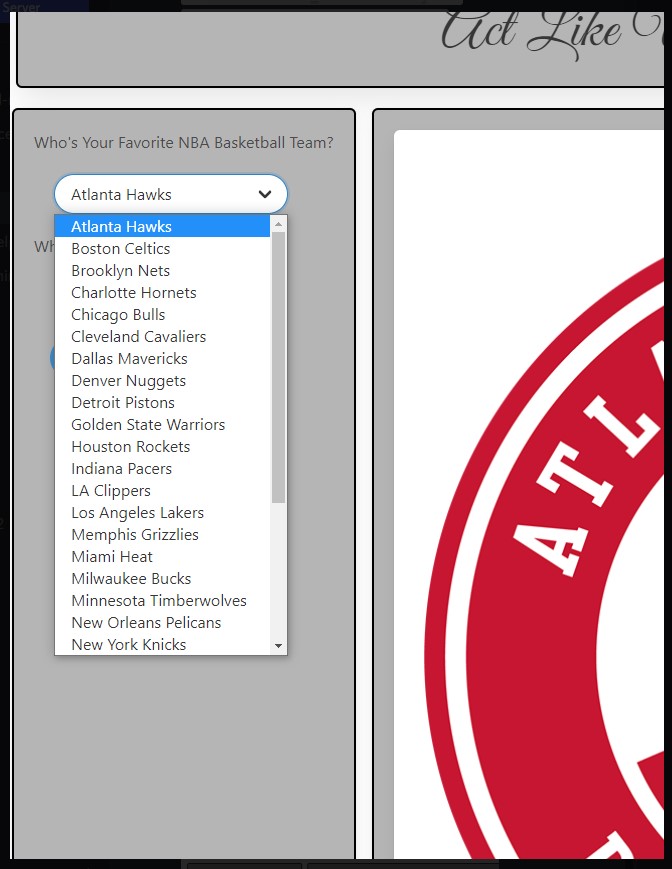 Server
Act Like
Who's Your Favorite NBA Basketball Team?
Atlanta Hawks
Atlanta Hawks
Wh
Boston Celtics
Brooklyn Nets
Charlotte Hornets
Chicago Bulls
Cleveland Cavaliers
Dallas Mavericks
Denver Nuggets
Detroit Pistons
Golden State Warriors
Houston Rockets
Indiana Pacers
LA Clippers
Los Angeles Lakers
Memphis Grizzlies
Miami Heat
Milwaukee Bucks
Minnesota Timberwolves
New Orleans Pelicans
New York Knicks
ATLA